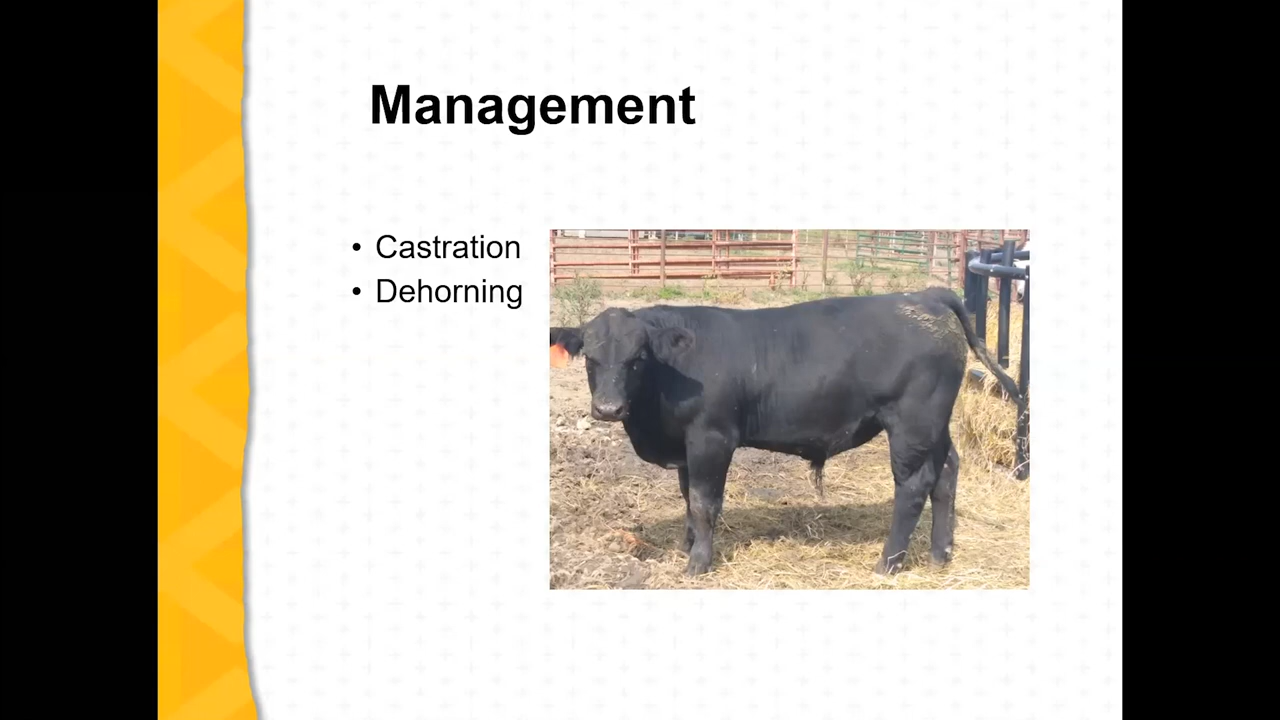 Management
• Castration
• Dehorning